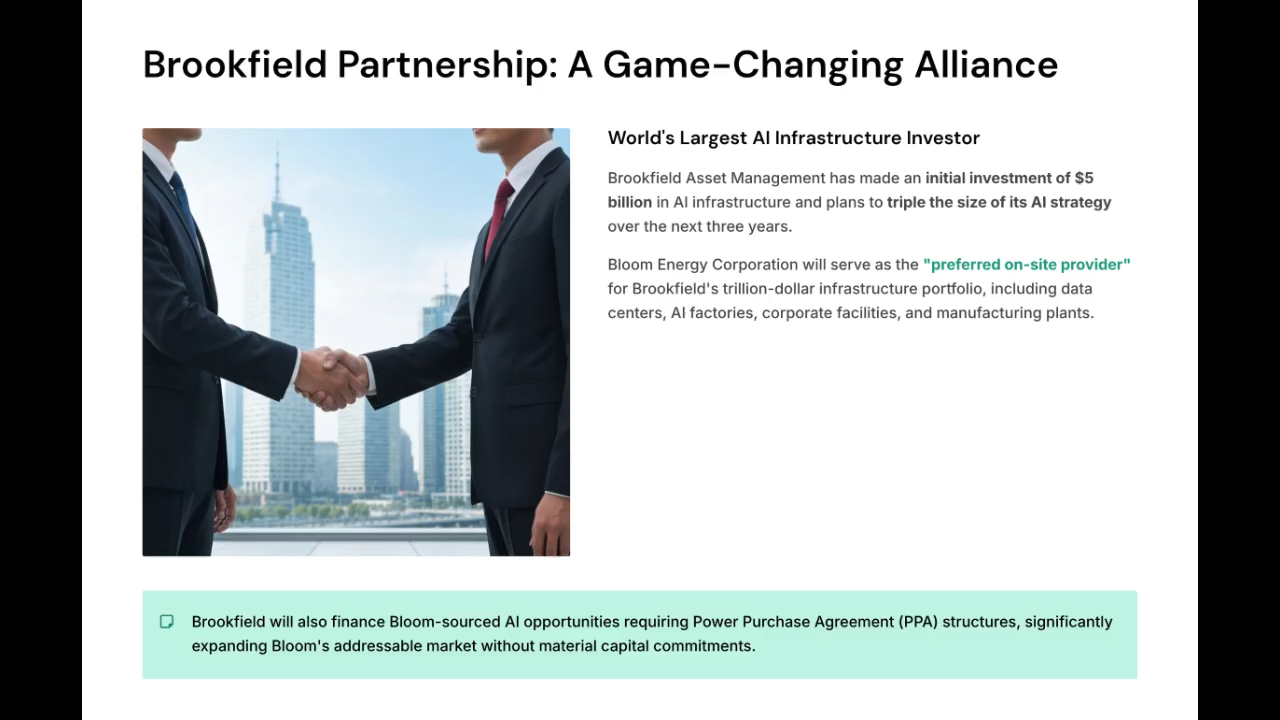 Brookfield Partnership: A Game-Changing Alliance
World's Largest AI Infrastructure Investor
Brookfield Asset Management has made an initial investment of $5
billion in AI infrastructure and plans to triple the size of its AI strategy
over the next three years.
Bloom Energy Corporation will serve as the "preferred on-site provider"
for Brookfield's trillion-dollar infrastructure portfolio, including data
centers, AI factories, corporate facilities, and manufacturing plants.
Brookfield will also finance Bloom-sourced AI opportunities requiring Power Purchase Agreement (PPA) structures, significantly
expanding Bloom's addressable market without material capital commitments.